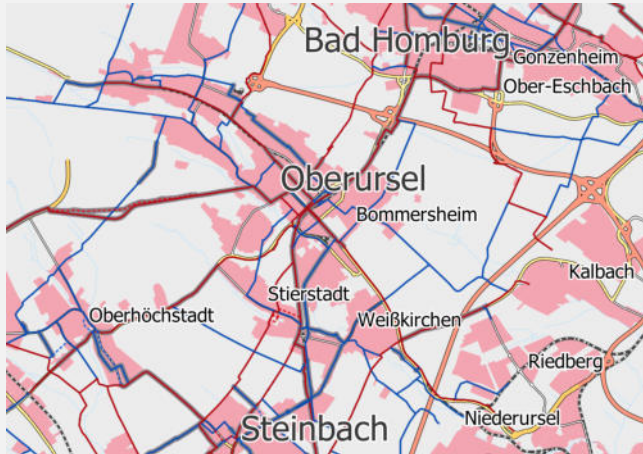 Bad Homburg
Gonzenheim
Ober-Eschbach
Oberursel
Bommersheim
Kalbach
Stierstadt
Oberhöchstadt
Weißkirchen
Riedberg
Niederursel
Steinbach